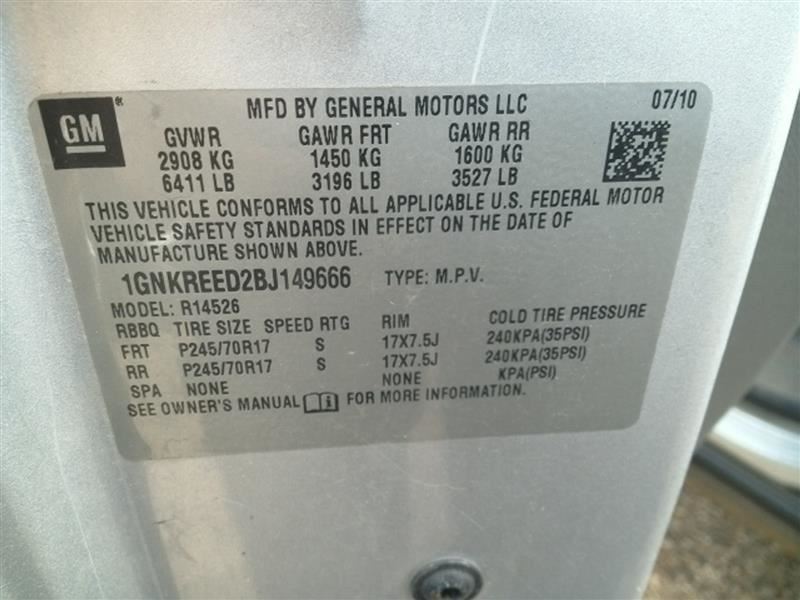 GM MFD BY GENERAL MOTORS LLC 07/10
GVWR GAWR FRT GAWR RR
2908 KG 1450 KG 1600 KG
6411 LB 3196 LB 3527 LB
THIS VEHICLE CONFORMS TO ALL APPLICABLE U.S. FEDERAL MOTOR
VEHICLE SAFETY STANDARDS IN EFFECT ON THE DATE OF
MANUFACTURE SHOWN ABOVE.
1GNKREED2BJ149666 TYPE: M.P.V.
MODEL: R14526
RBBQ TIRE SIZE SPEED RTG RIM COLD TIRE PRESSURE
FRT P245/70R17 S 17X7.5J 240KPA(35PSI)
RR P245/70R17 S 17X7.5J 240KPA(35PSI)
SPA NONE NONE KPA(PSI)
SEE OWNER'S MANUAL FOR MORE INFORMATION.